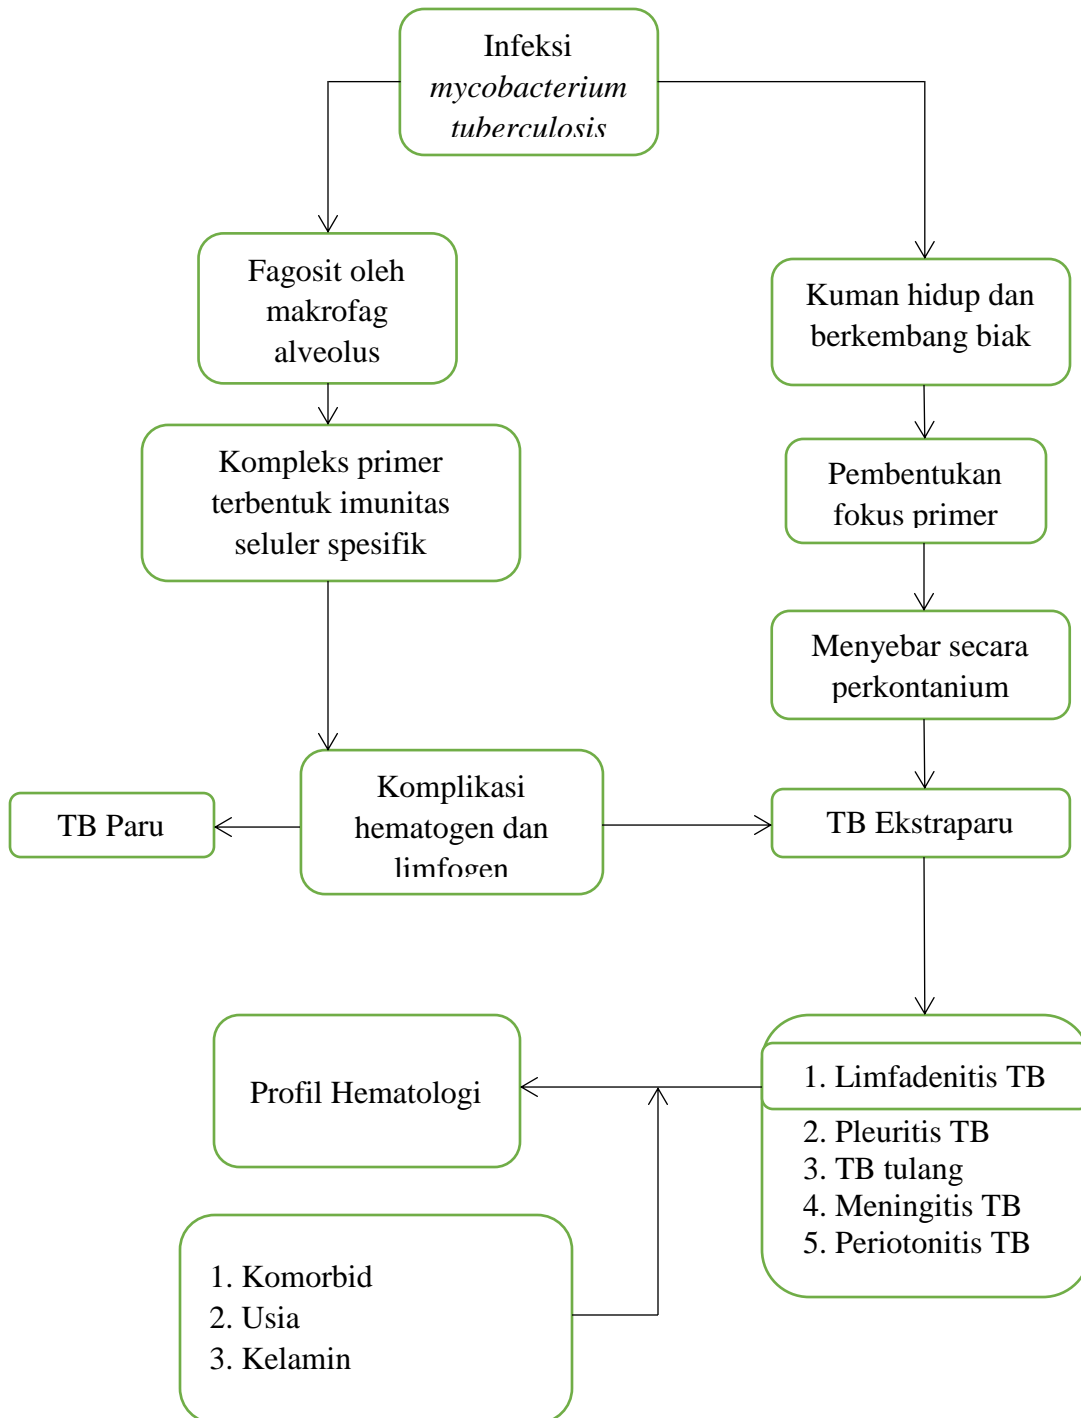 Infeksi
mycobacterium
tuberculosis
Fagosit oleh
makrofag
alveolus
Kuman hidup dan
berkembang biak
Kompleks primer
terbentuk imunitas
seluler spesifik
Pembentukan
fokus primer
Menyebar secara
perkontanium
Komplikasi
hematogen dan
limfogen
TB Paru
TB Ekstraparu
Profil Hematologi
1. Limfadenitis TB
2. Pleuritis TB
3. TB tulang
4. Meningitis TB
5. Periotonitis TB
1. Komorbid
2. Usia
3. Kelamin